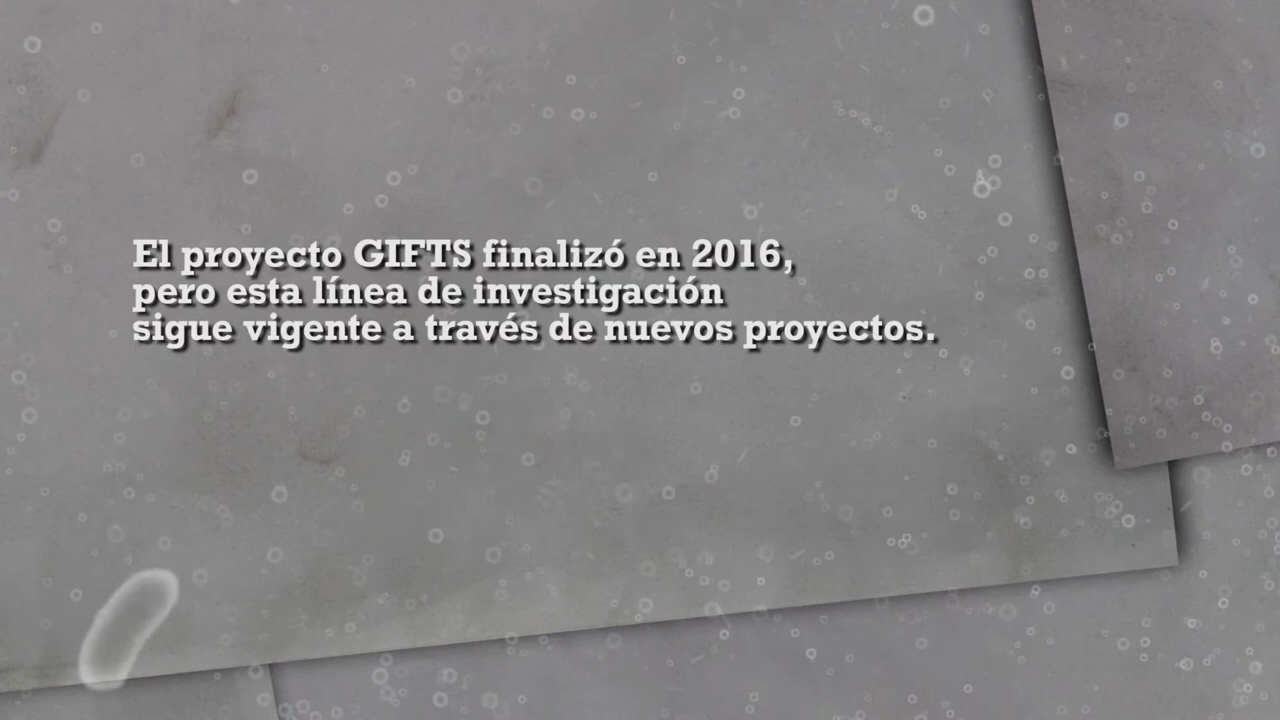 El proyecto GIFTS finalizó en 2016,
pero esta línea de investigación
sigue vigente a través de nuevos proyectos.